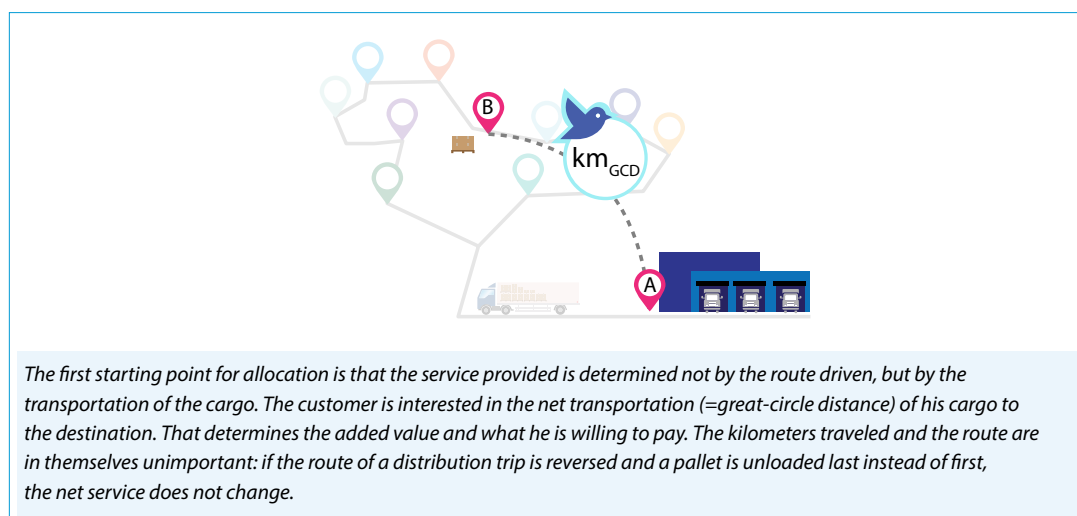 B
km GCD
A
The first starting point for allocation is that the service provided is determined not by the route driven, but by the
transportation of the cargo. The customer is interested in the net transportation (=great-circle distance) of his cargo to
the destination. That determines the added value and what he is willing to pay. The kilometers traveled and the route are
in themselves unimportant: if the route of a distribution trip is reversed and a pallet is unloaded last instead of first,
the net service does not change.